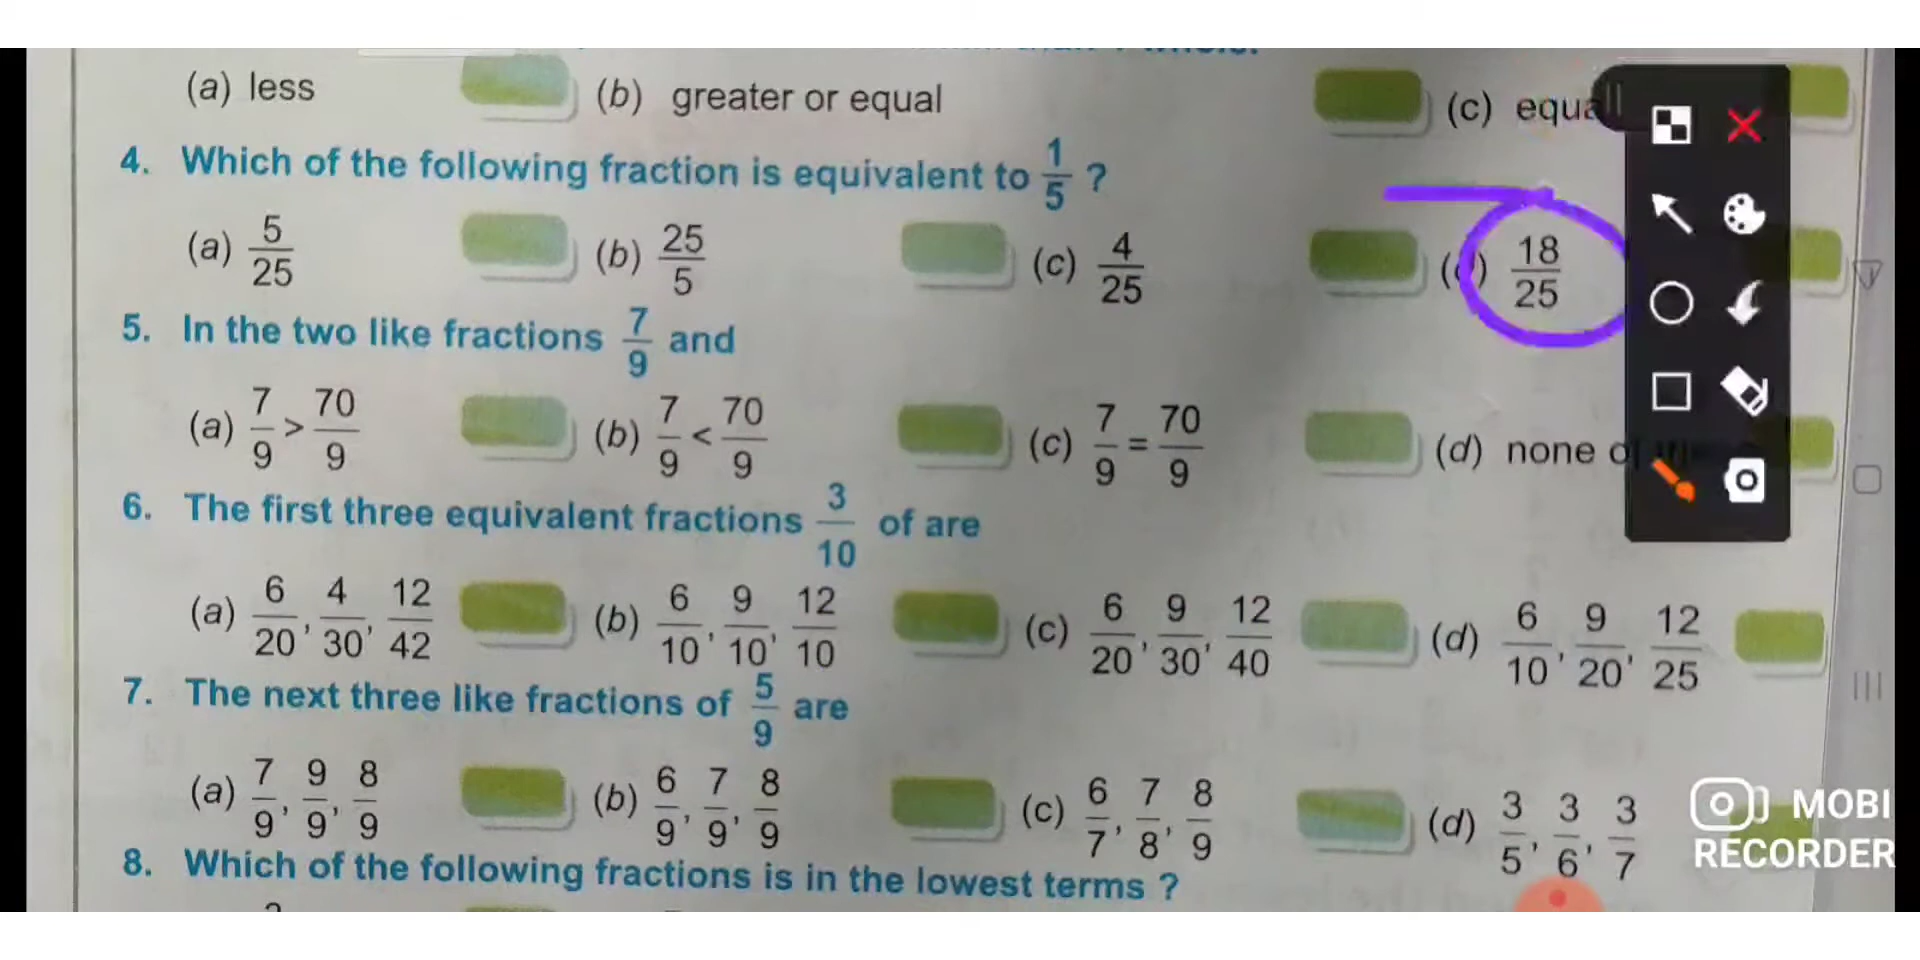 (a) less (b) greater or equal (c) equal
4. Which of the following fraction is equivalent to 1/5 ?
(a) 5/25 (b) 25/5 (c) 4/25 (d) 18/25
5. In the two like fractions 7/9 and
(a) 7/9 > 70/9 (b) 7/9 < 70/9 (c) 7/9 = 70/9 (d) none of
6. The first three equivalent fractions 3/10 of are
(a) 6/20, 4/30, 12/42 (b) 6/10, 9/10, 12/10 (c) 6/20, 9/30, 12/40 (d) 6/10, 9/20, 12/25
7. The next three like fractions of 5/9 are
(a) 7/9, 9/9, 8/9 (b) 6/9, 7/9, 8/9 (c) 6/7, 7/8, 8/9 (d) 3/5, 3/6, 3/7
8. Which of the following fractions is in the lowest terms ?
MOBI
RECORDER